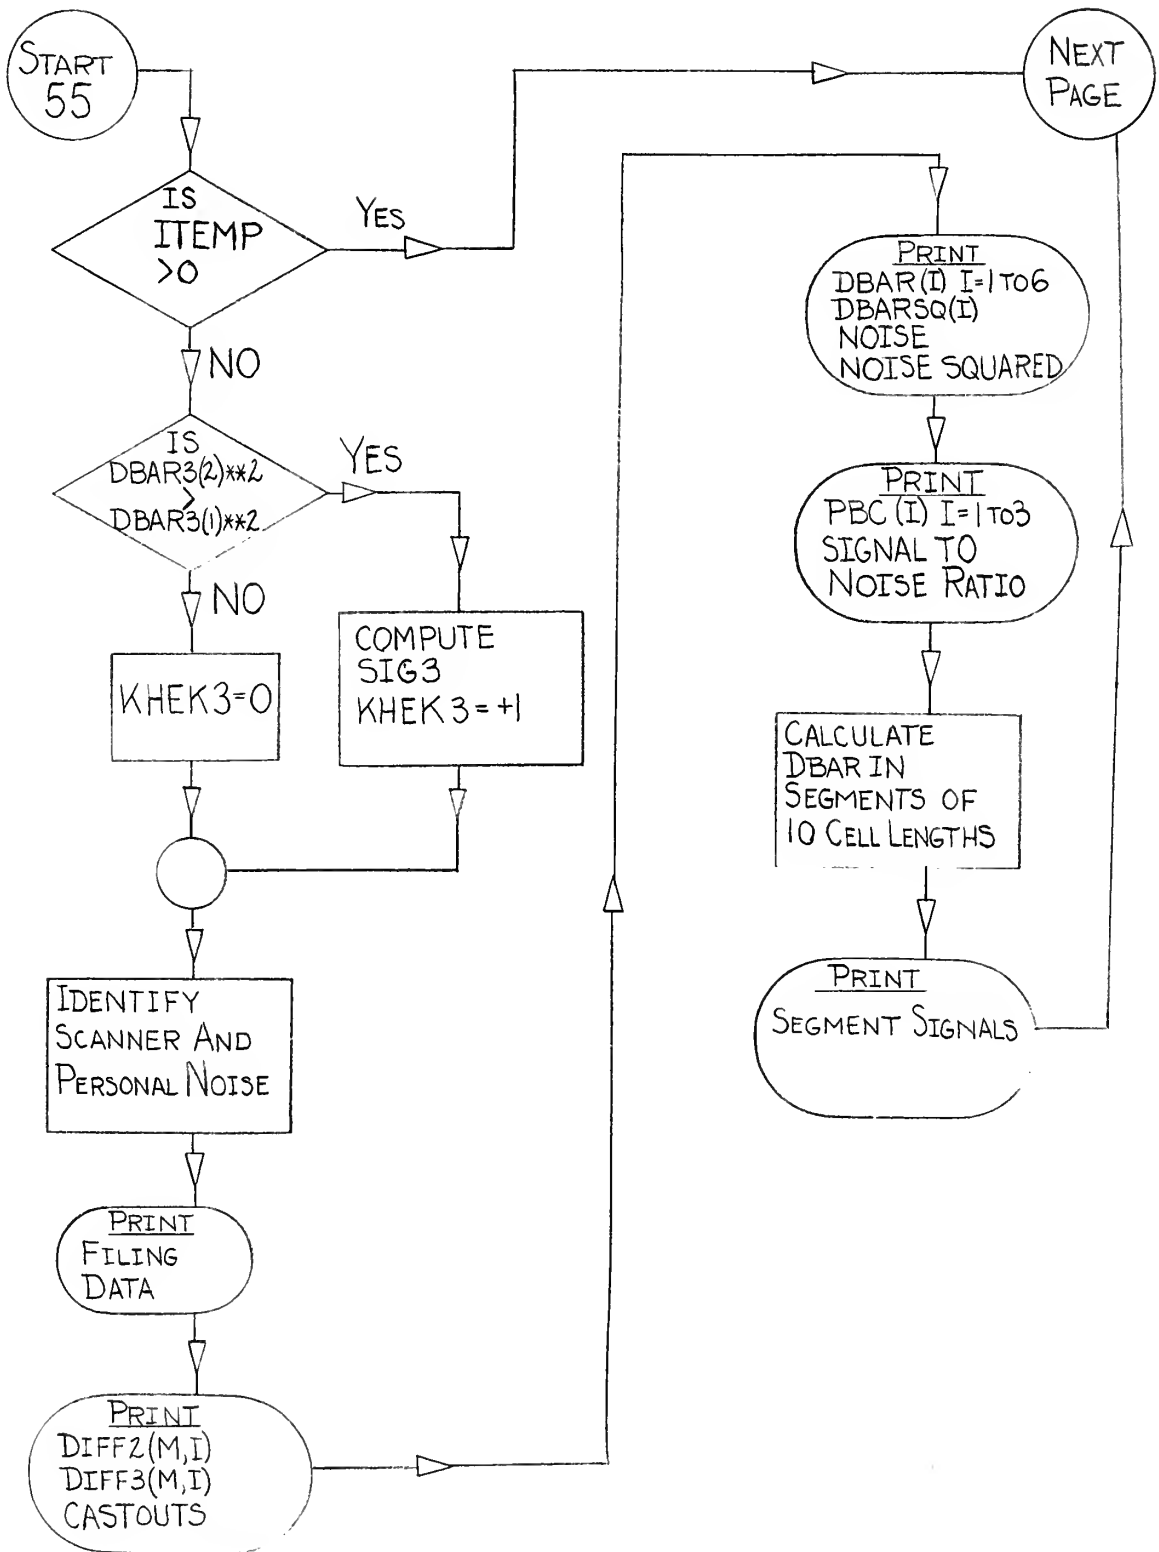 START
55
IS
ITEMP
>0
YES
NO
IS
DBAR3(2)**2
>
DBAR3(1)**2
YES
NO
KHEK3=0
COMPUTE
SIG3
KHEK3=+1
IDENTIFY
SCANNER AND
PERSONAL NOISE
PRINT
FILING
DATA
PRINT
DIFF2(M,I)
DIFF3(M,I)
CASTOUTS
NEXT
PAGE
PRINT
DBAR(I) I=1 TO 6
DBARSQ(I)
NOISE
NOISE SQUARED
PRINT
PBC(I) I=1 TO 3
SIGNAL TO
NOISE RATIO
CALCULATE
DBAR IN
SEGMENTS OF
10 CELL LENGTHS
PRINT
SEGMENT SIGNALS